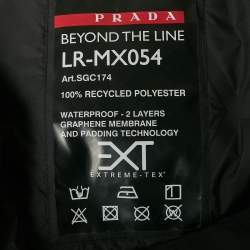 PRADA
BEYOND THE LINE
LR-MX054
Art.SGC174
100% RECYCLED POLYESTER
WATERPROOF - 2 LAYERS
GRAPHENE MEMBRANE
AND PADDING TECHNOLOGY
EXT
EXTREME-TEX®